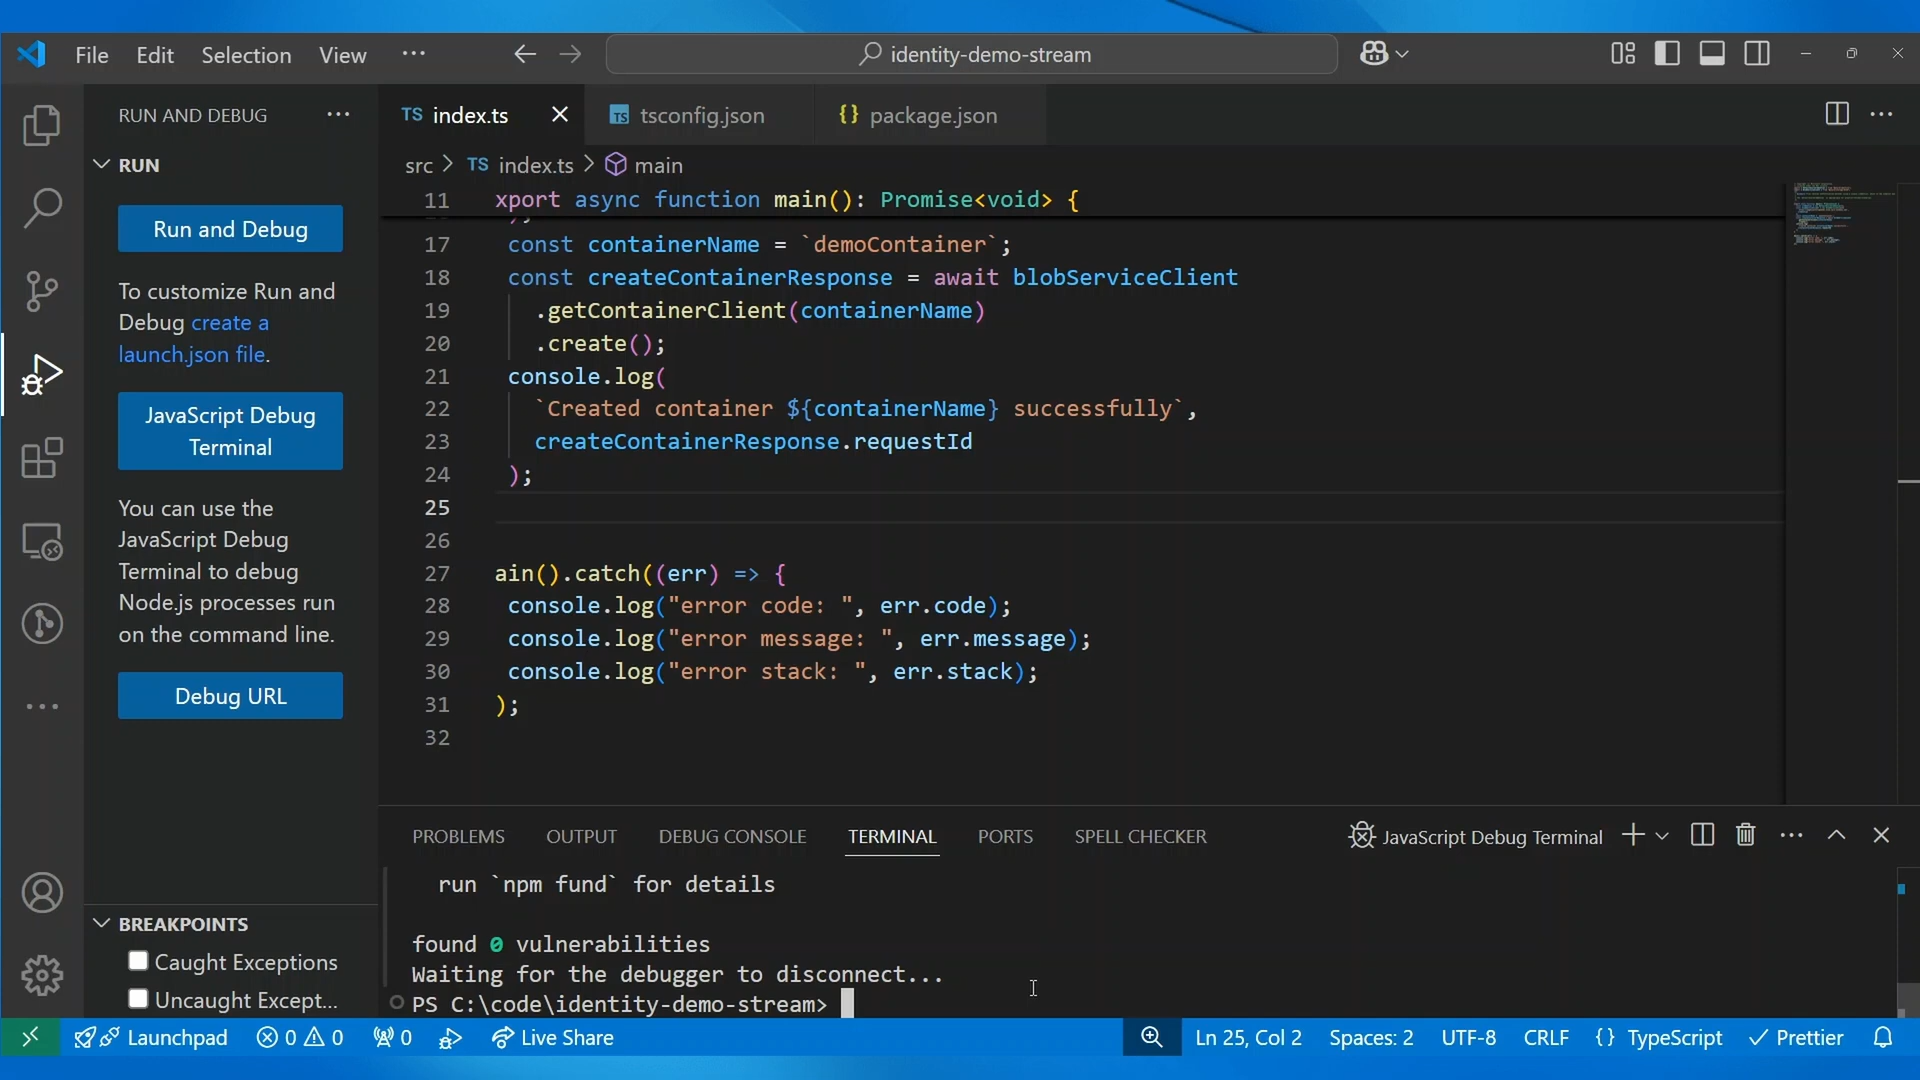 File Edit Selection View ··· identity-demo-stream
RUN AND DEBUG ···
RUN
Run and Debug
To customize Run and
Debug create a
launch.json file.
JavaScript Debug
Terminal
You can use the
JavaScript Debug
Terminal to debug
Node.js processes run
on the command line.
Debug URL
BREAKPOINTS
Caught Exceptions
Uncaught Except...
TS index.ts
TS tsconfig.json
{} package.json
src > TS index.ts > main
11 xport async function main(): Promise<void> {
17 const containerName = `demoContainer`;
18 const createContainerResponse = await blobServiceClient
19 .getContainerClient(containerName)
20 .create();
21 console.log(
22 `Created container ${containerName} successfully`,
23 createContainerResponse.requestId
24 );
25
26
27 ain().catch((err) => {
28 console.log("error code: ", err.code);
29 console.log("error message: ", err.message);
30 console.log("error stack: ", err.stack);
31 );
32
PROBLEMS OUTPUT DEBUG CONSOLE TERMINAL PORTS SPELL CHECKER JavaScript Debug Terminal
run `npm fund` for details
found 0 vulnerabilities
Waiting for the debugger to disconnect...
PS C:\code\identity-demo-stream>
Launchpad 0 0 0 Live Share Ln 25, Col 2 Spaces: 2 UTF-8 CRLF {} TypeScript Prettier